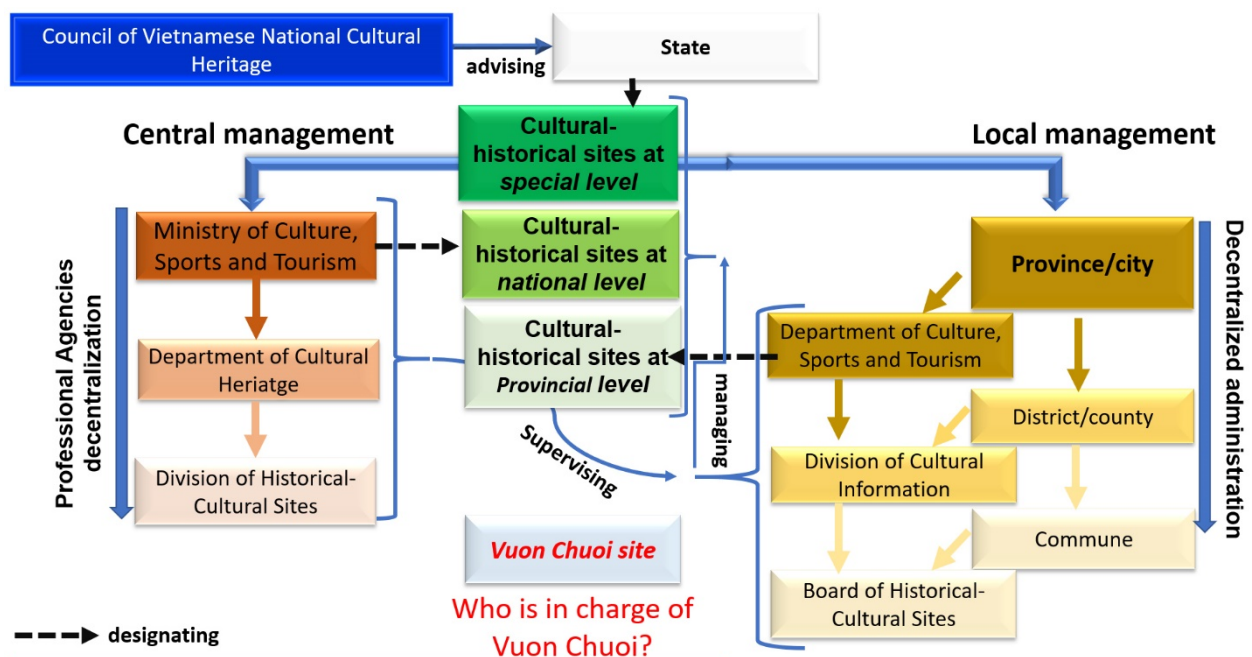 Council of Vietnamese National Cultural
Heritage
advising
State
Central management
Local management
Cultural-
historical sites at
special level
Ministry of Culture,
Sports and Tourism
Cultural-
historical sites at
national level
Province/city
Professional Agencies
decentralization
Decentralized administration
Department of Cultural
Heriatge
Cultural-
historical sites at
Provincial level
Department of Culture,
Sports and Tourism
managing
Supervising
District/county
Division of Historical-
Cultural Sites
Division of Cultural
Information
Vuon Chuoi site
Commune
Who is in charge of
Vuon Chuoi?
Board of Historical-
Cultural Sites
designating